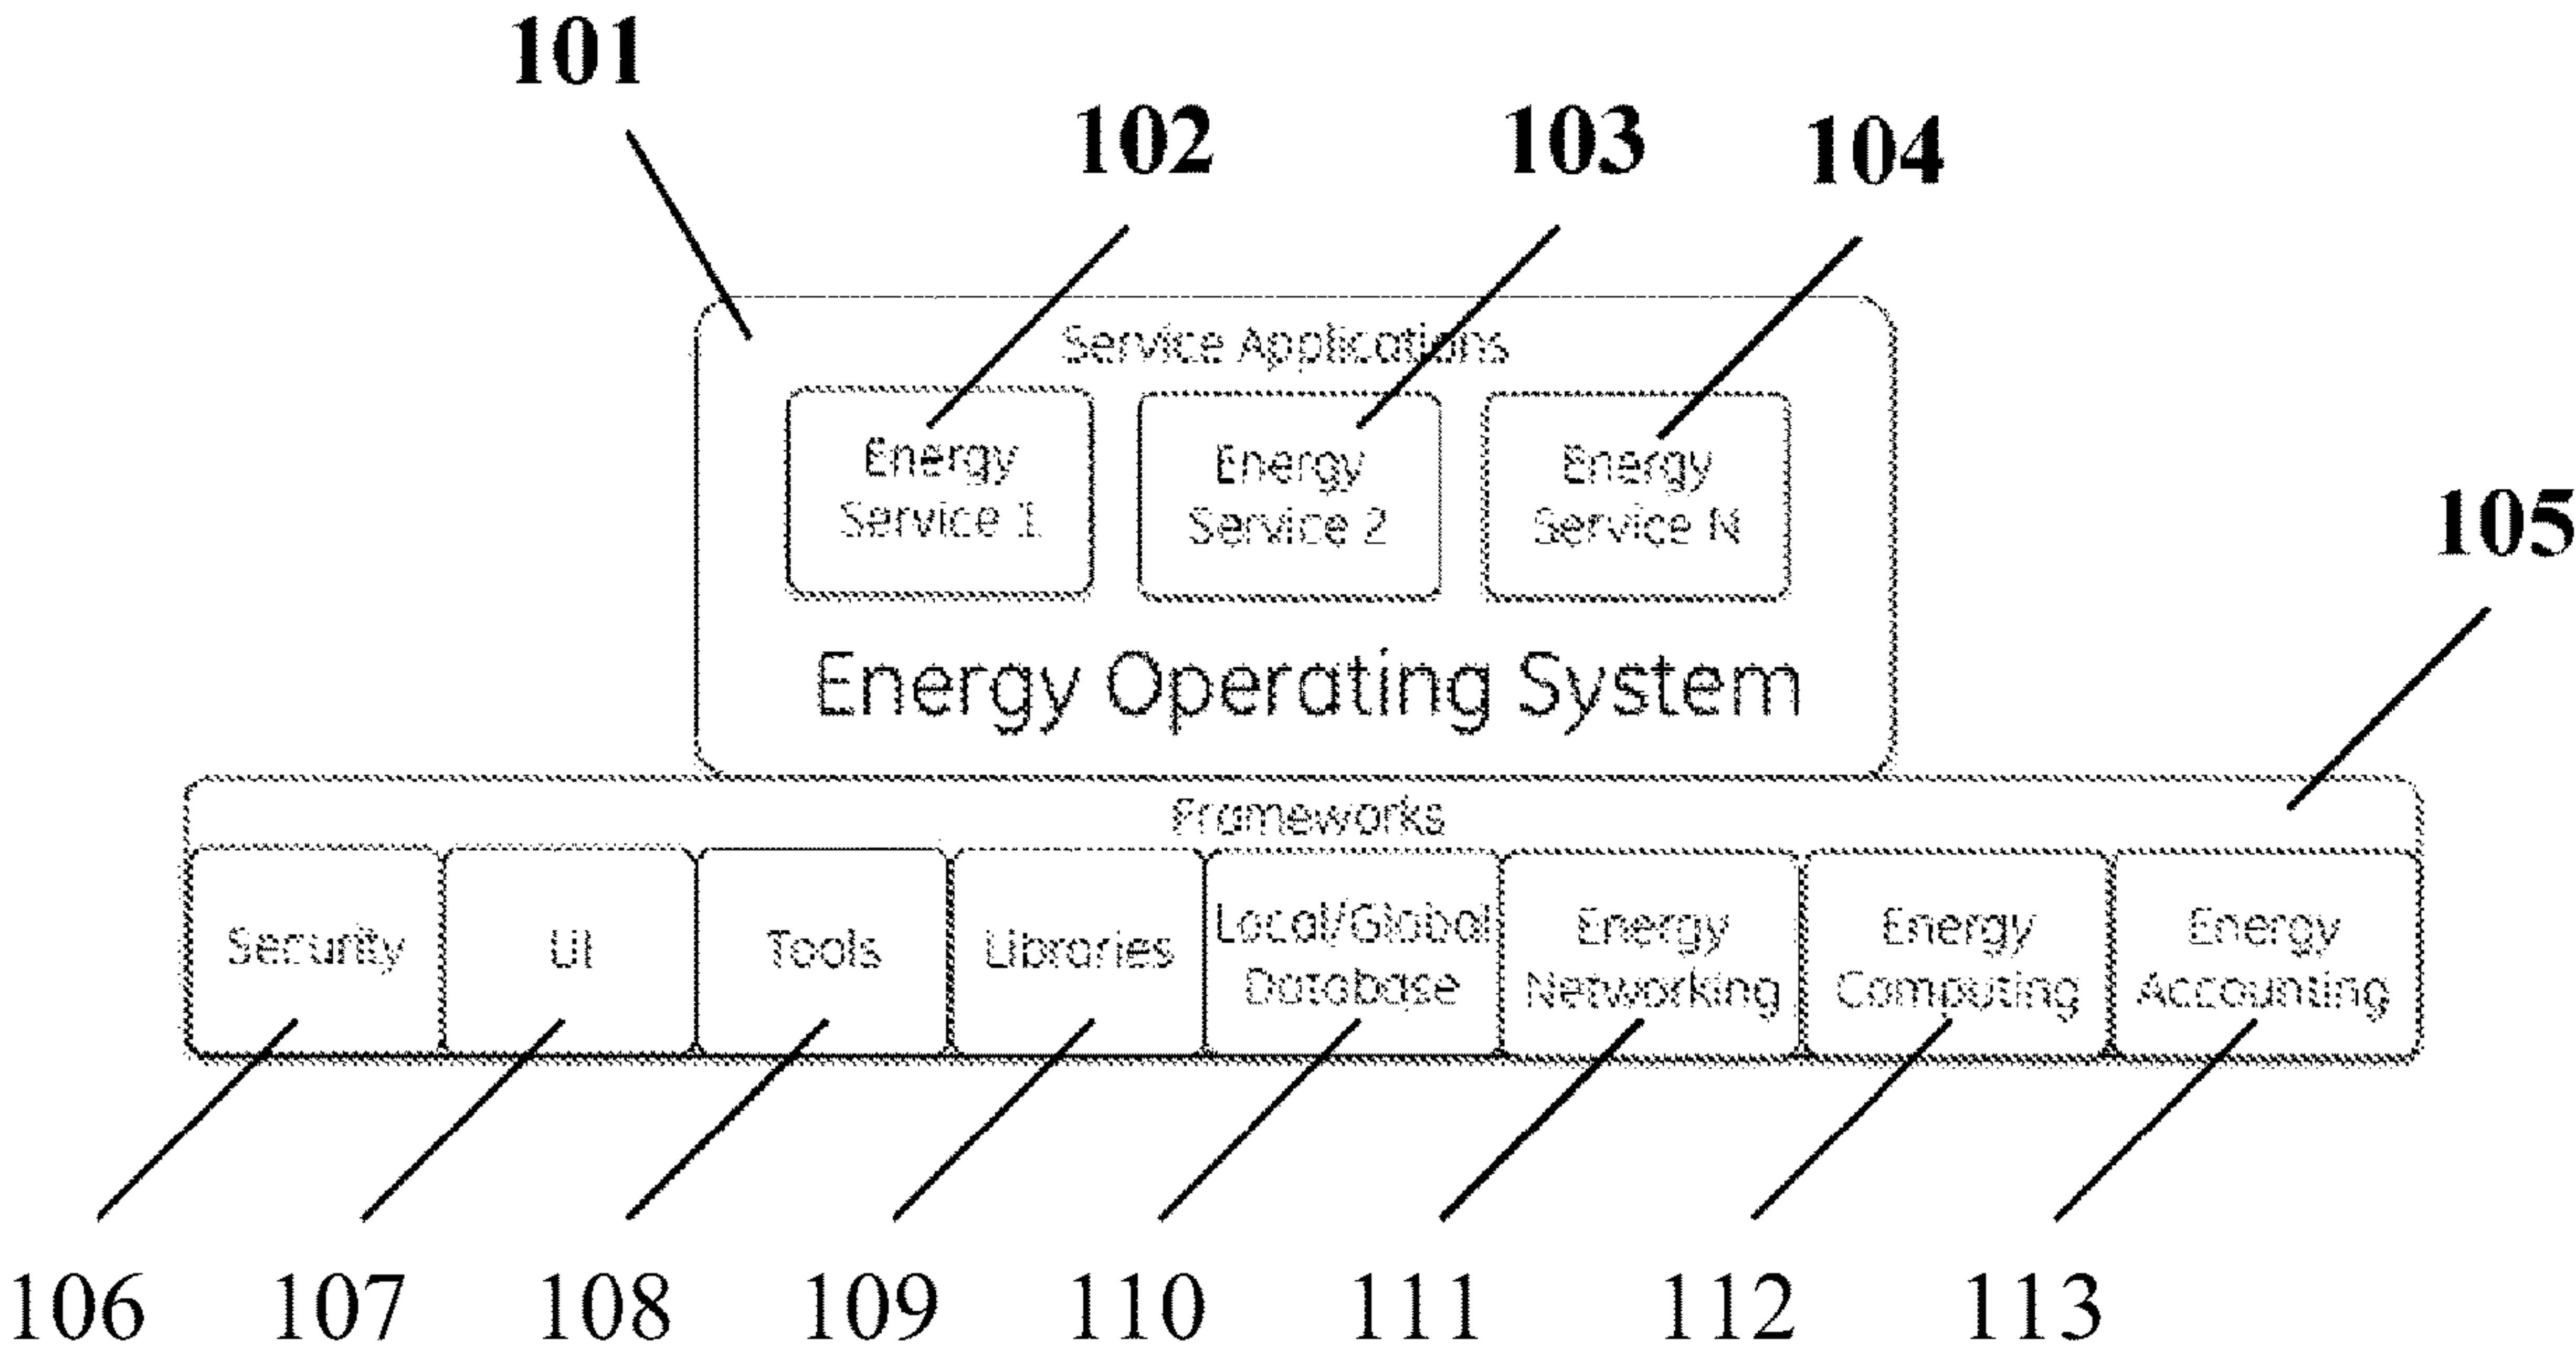 101
102
103
104
Service Applications
Energy
Service 1
Energy
Service 2
Energy
Service N
105
Energy Operating System
Frameworks
Security
UI
Tools
Libraries
Local/Global
Database
Energy
Networking
Energy
Computing
Energy
Accounting
106
107
108
109
110
111
112
113